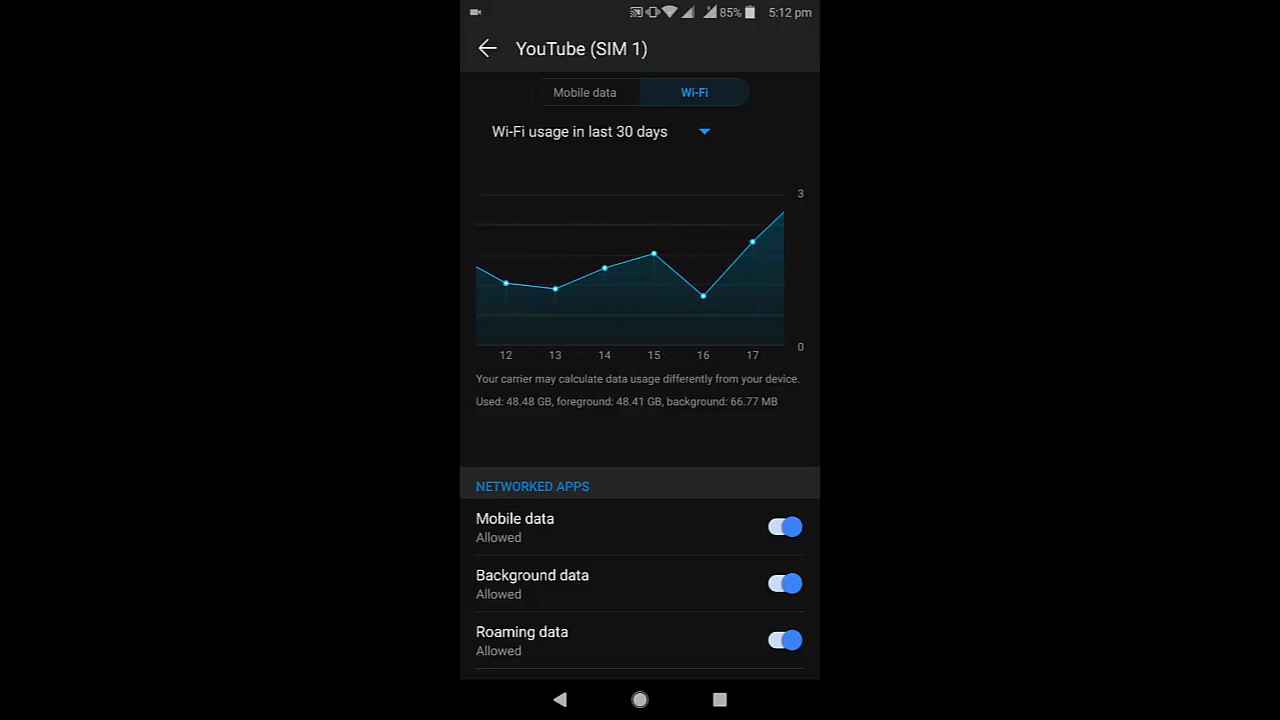 85% 5:12 pm
YouTube (SIM 1)
Mobile data Wi-Fi
Wi-Fi usage in last 30 days
3
0
12 13 14 15 16 17
Your carrier may calculate data usage differently from your device.
Used: 48.48 GB, foreground: 48.41 GB, background: 66.77 MB
NETWORKED APPS
Mobile data
Allowed
Background data
Allowed
Roaming data
Allowed